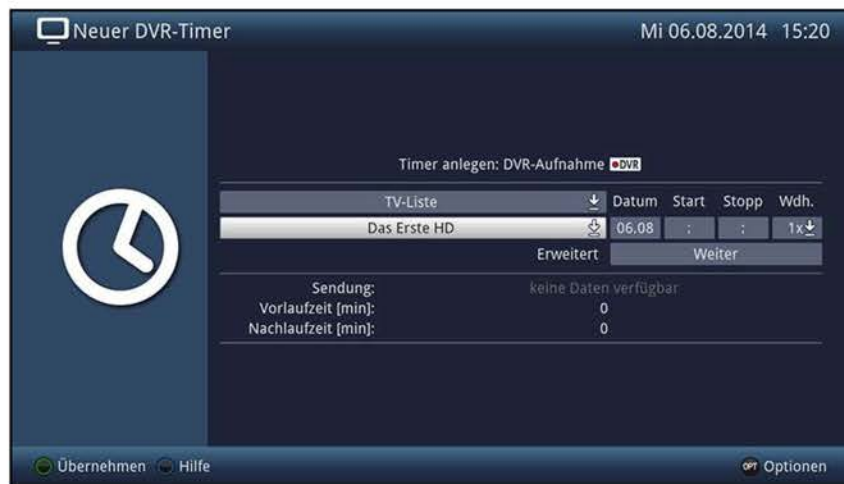 Neuer DVR-Timer Mi 06.08.2014 15:20
Timer anlegen: DVR-Aufnahme DVR
TV-Liste Datum Start Stopp Wdh.
Das Erste HD 06.08 : : 1x
Erweitert Weiter
Sendung: keine Daten verfügbar
Vorlaufzeit [min]: 0
Nachlaufzeit [min]: 0
Übernehmen Hilfe OPT Optionen